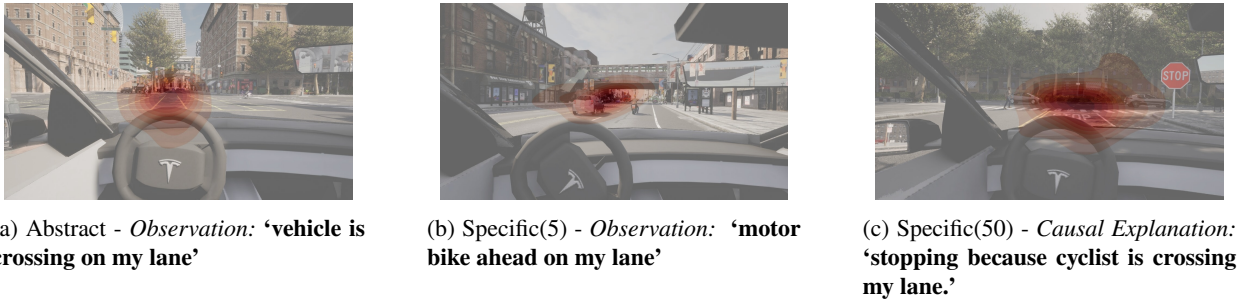 STOP
a) Abstract - Observation: ‘vehicle is
crossing on my lane’
(b) Specific(5) - Observation: ‘motor
bike ahead on my lane’
(c) Specific(50) - Causal Explanation:
‘stopping because cyclist is crossing
my lane.’